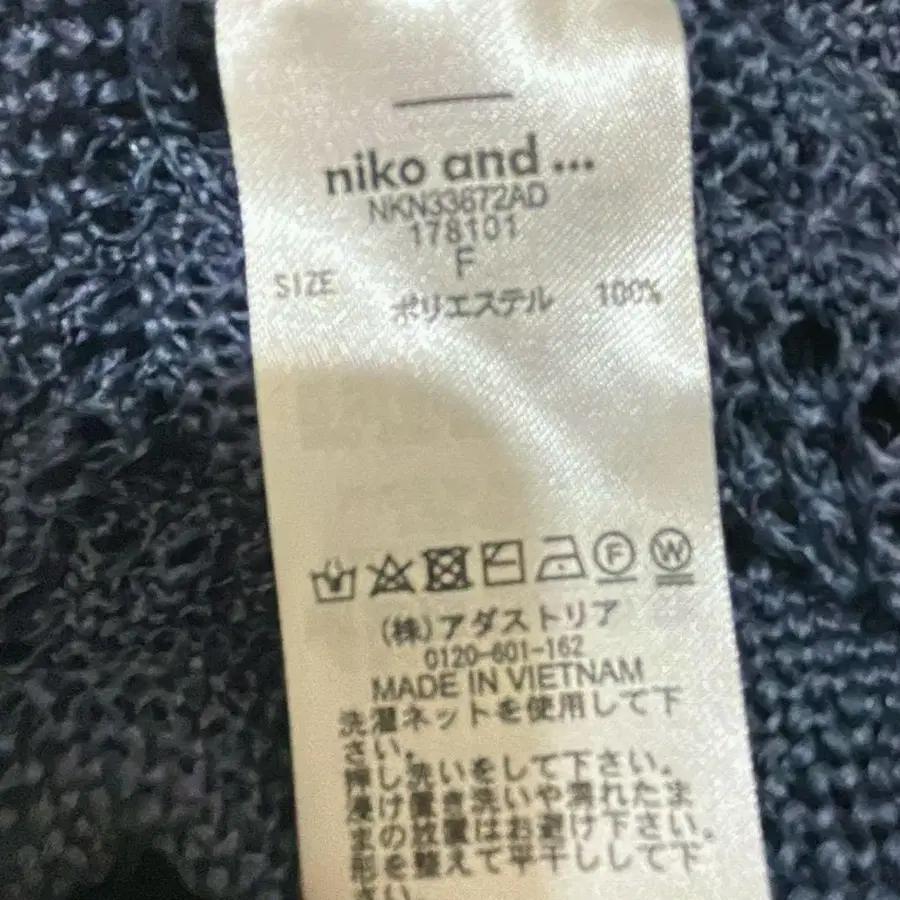 niko and ...
NKN33672AD
178101
F
SIZE
ポリエステル 100%
F W
(株)アダストリア
0120-601-162
MADE IN VIETNAM
洗濯ネットを使用して下
さい。
押し洗いをして下さい。
浸け置き洗いや濡れたま
まの放置はお避け下さい。
形を整えて平干しして下
さい。